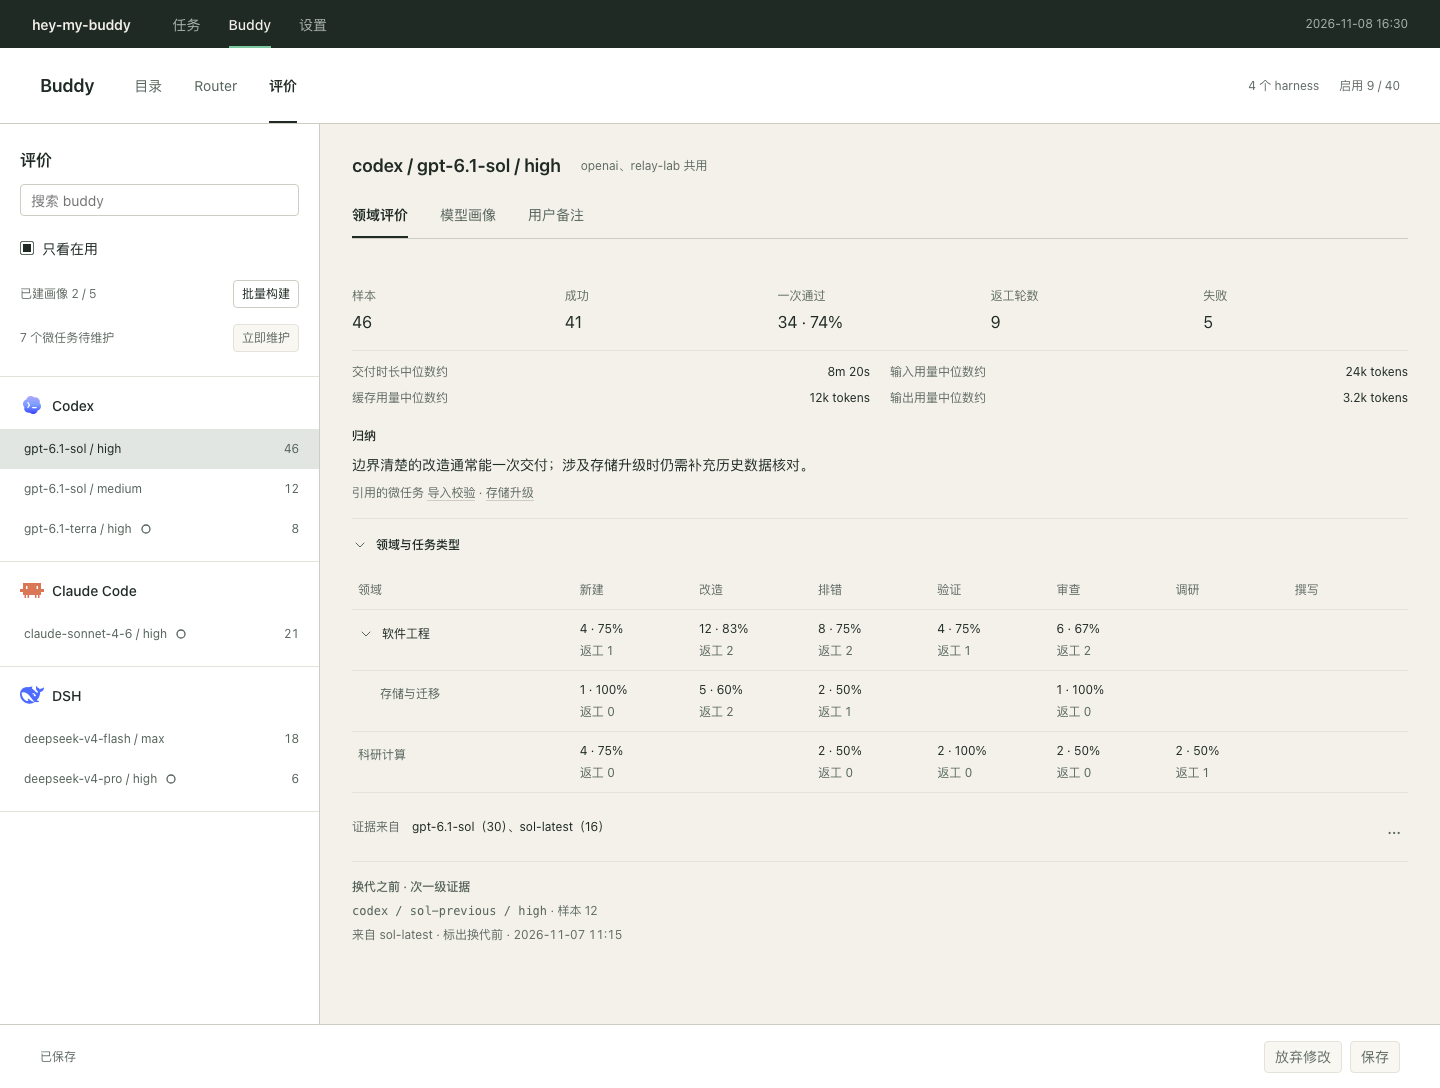 hey-my-buddy 任务 Buddy 设置 2026-11-08 16:30
Buddy 目录 Router 评价 4 个 harness 启用 9 / 40
评价
搜索 buddy
只看在用
已建画像 2 / 5 批量构建
7 个微任务待维护 立即维护
Codex
gpt-6.1-sol / high 46
gpt-6.1-sol / medium 12
gpt-6.1-terra / high 8
Claude Code
claude-sonnet-4-6 / high 21
DSH
deepseek-v4-flash / max 18
deepseek-v4-pro / high 6
codex / gpt-6.1-sol / high openai、relay-lab 共用
领域评价 模型画像 用户备注
样本 成功 一次通过 返工轮数 失败
46 41 34 · 74% 9 5
交付时长中位数约 8m 20s 输入用量中位数约 24k tokens
缓存用量中位数约 12k tokens 输出用量中位数约 3.2k tokens
归纳
边界清楚的改造通常能一次交付；涉及存储升级时仍需补充历史数据核对。
引用的微任务 导入校验 · 存储升级
领域与任务类型
领域 新建 改造 排错 验证 审查 调研 撰写
软件工程 4 · 75% 12 · 83% 8 · 75% 4 · 75% 6 · 67%
返工 1 返工 2 返工 2 返工 1 返工 2
存储与迁移 1 · 100% 5 · 60% 2 · 50% 1 · 100%
返工 0 返工 2 返工 1 返工 0
科研计算 4 · 75% 2 · 50% 2 · 100% 2 · 50% 2 · 50%
返工 0 返工 0 返工 0 返工 0 返工 1
证据来自 gpt-6.1-sol（30）、sol-latest（16） ...
换代之前 · 次一级证据
codex / sol-previous / high · 样本 12
来自 sol-latest · 标出换代前 · 2026-11-07 11:15
已保存 放弃修改 保存